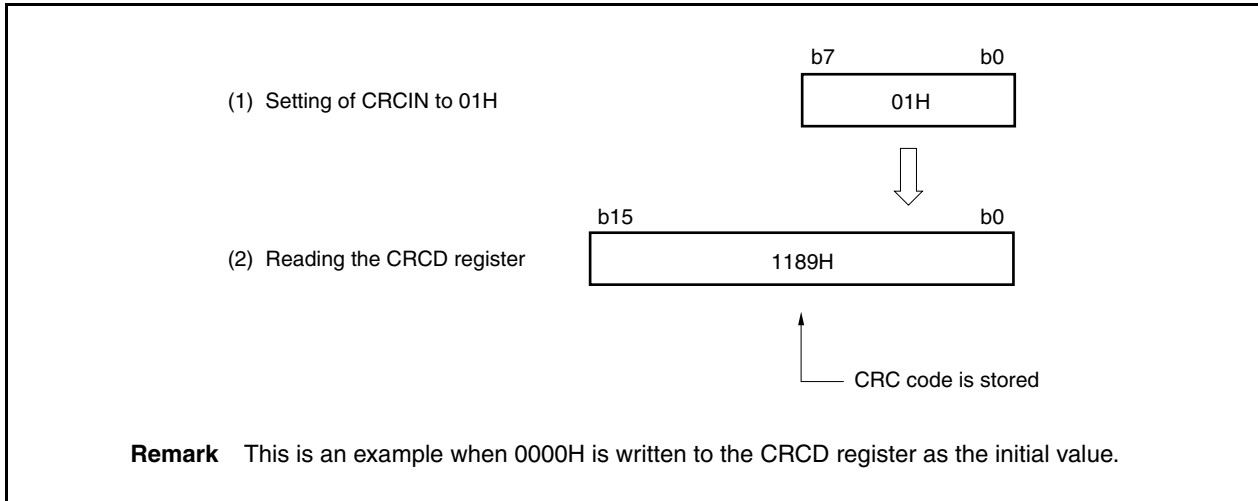 b7 b0
(1) Setting of CRCIN to 01H
01H
b15 b0
(2) Reading the CRCD register
1189H
CRC code is stored
Remark This is an example when 0000H is written to the CRCD register as the initial value.